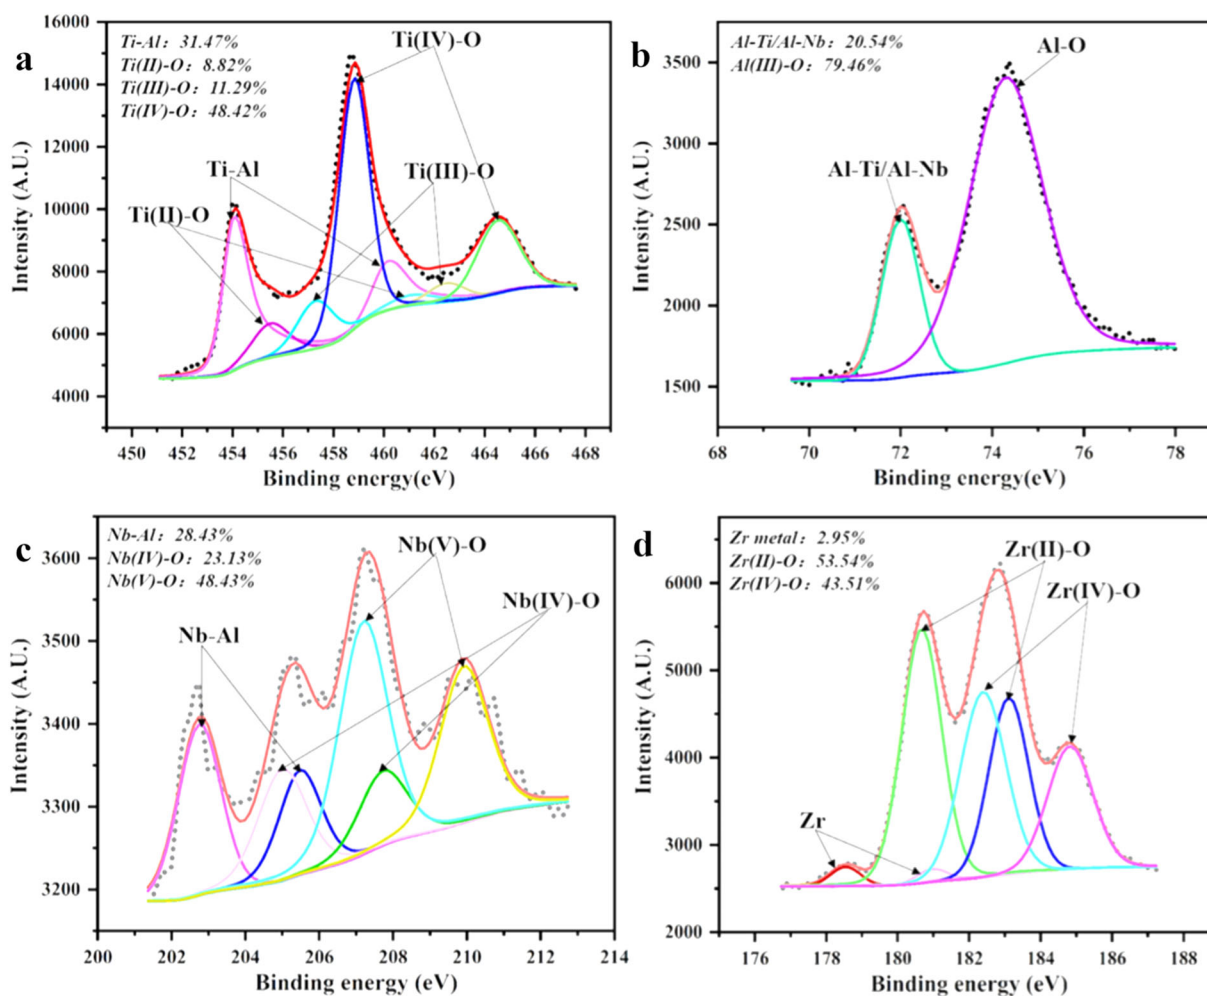 a
Ti-Al: 31.47%
Ti(II)-O: 8.82%
Ti(III)-O: 11.29%
Ti(IV)-O: 48.42%
Ti(IV)-O
Ti-Al
Ti(III)-O
Ti(II)-O
Intensity (A.U.)
16000
14000
12000
10000
8000
6000
4000
450 452 454 456 458 460 462 464 466 468
Binding energy(eV)
b
Al-Ti/Al-Nb: 20.54%
Al(III)-O: 79.46%
Al-O
Al-Ti/Al-Nb
Intensity (A.U.)
3500
3000
2500
2000
1500
68 70 72 74 76 78
Binding energy(eV)
c
Nb-Al: 28.43%
Nb(IV)-O: 23.13%
Nb(V)-O: 48.43%
Nb(V)-O
Nb(IV)-O
Nb-Al
Intensity (A.U.)
3600
3500
3400
3300
3200
200 202 204 206 208 210 212 214
Binding energy (eV)
d
Zr metal: 2.95%
Zr(II)-O: 53.54%
Zr(IV)-O: 43.51%
Zr(II)-O
Zr(IV)-O
Zr
Intensity (A.U.)
6000
5000
4000
3000
2000
176 178 180 182 184 186 188
Binding energy (eV)